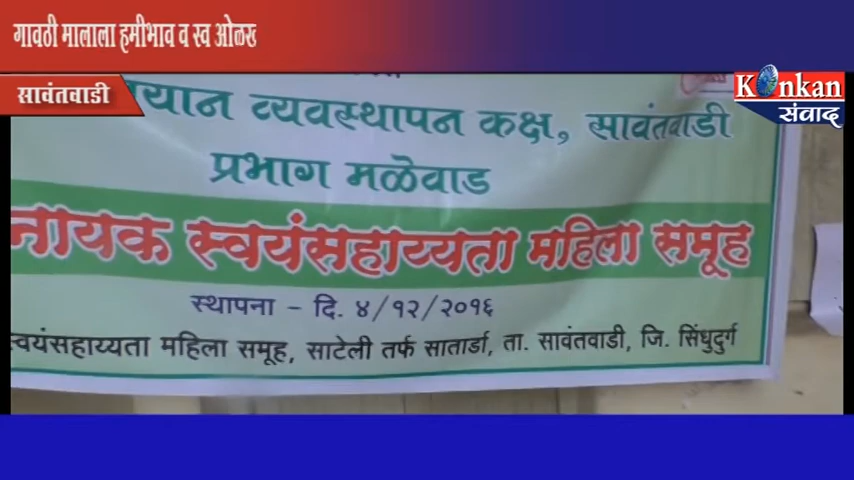 गावठी मालाला हमीभाव व स्व ओळख
सावंतवाडी
Konkan
संवाद
व्यवस्थापन कक्ष, सावंतवाडी
प्रभाग मळेवाड
नायक स्वयंसहाय्यता महिला समूह
स्थापना - दि. ४/१२/२०१६
स्वयंसहाय्यता महिला समूह, साटेली तर्फ सातार्डा, ता. सावंतवाडी, जि. सिंधुदुर्ग